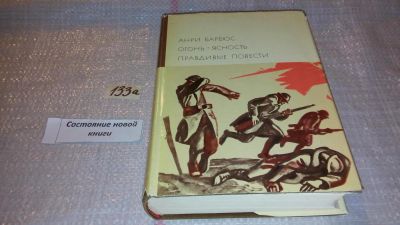 АНРИ БАРБЮС
ОГОНЬ • ЯСНОСТЬ
ПРАВДИВЫЕ ПОВЕСТИ
133а
Состояние новой
книги